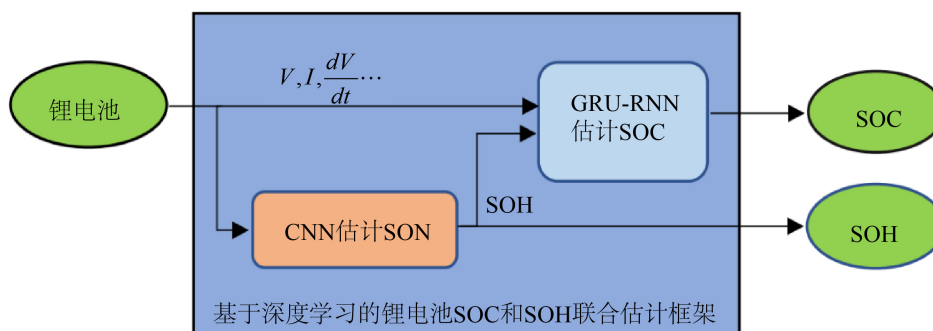 锂电池
V, I, dV/dt ⋯
GRU-RNN
估计SOC
SOC
SOH
CNN估计SON
SOH
基于深度学习的锂电池SOC和SOH联合估计框架